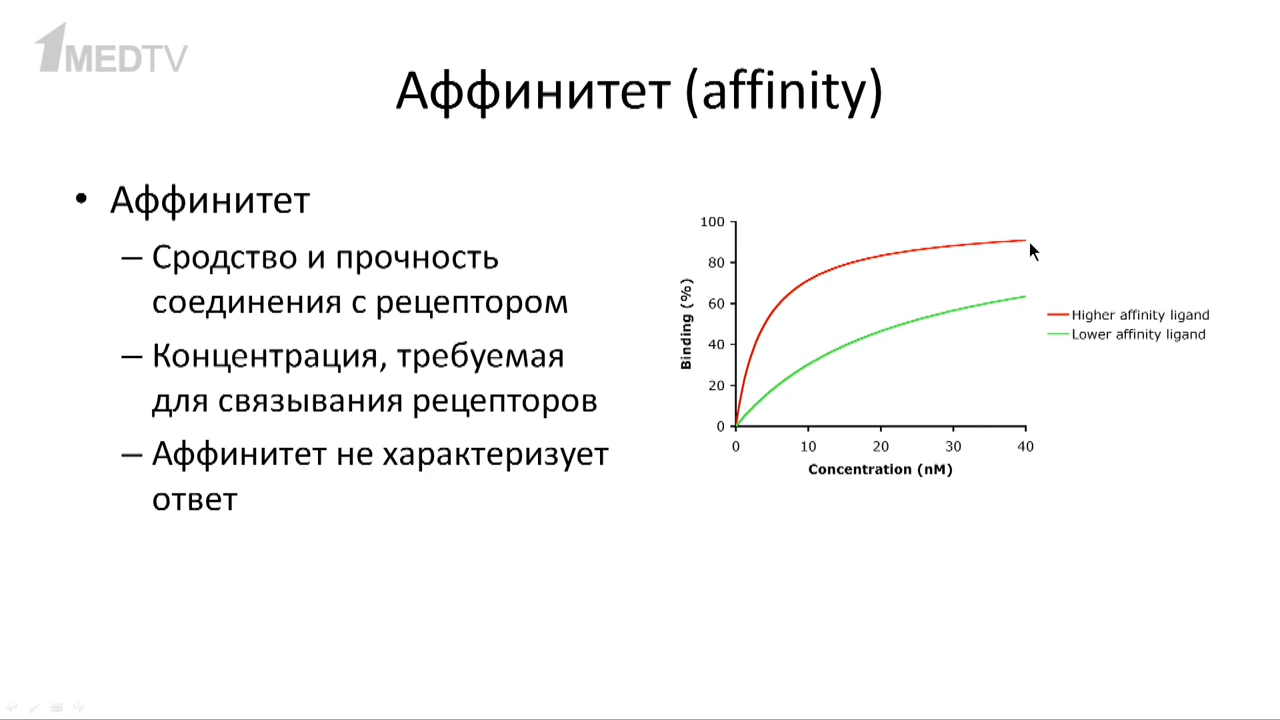 1MEDTV
Аффинитет (affinity)
• Аффинитет
– Сродство и прочность
соединения с рецептором
– Концентрация, требуемая
для связывания рецепторов
– Аффинитет не характеризует
ответ
100
80
60
40
20
0
Binding (%)
0 10 20 30 40
Concentration (nM)
Higher affinity ligand
Lower affinity ligand